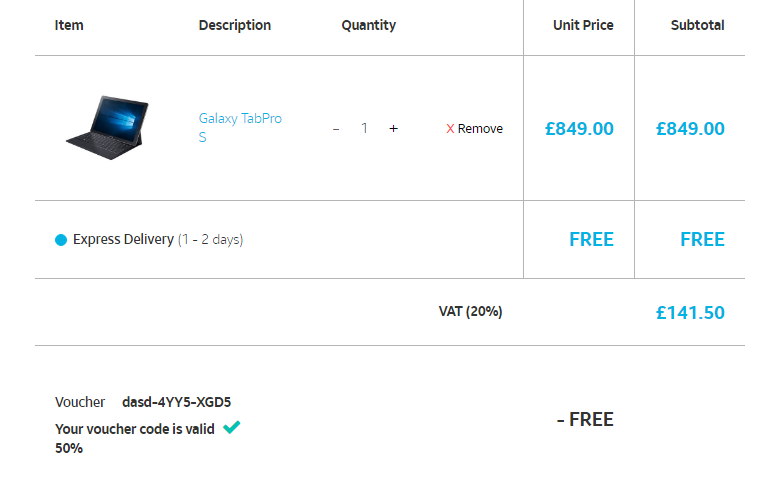 Item Description Quantity Unit Price Subtotal
Galaxy TabPro
S
- 1 + X Remove £849.00 £849.00
Express Delivery (1 - 2 days) FREE FREE
VAT (20%) £141.50
Voucher dasd-4YY5-XGD5
Your voucher code is valid
50%
- FREE